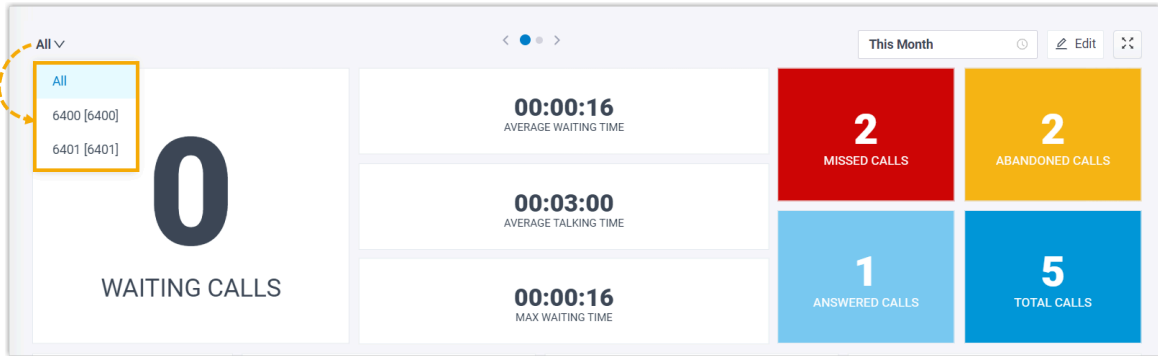 All
This Month
Edit
All
6400 [6400]
6401 [6401]
0
WAITING CALLS
00:00:16
AVERAGE WAITING TIME
00:03:00
AVERAGE TALKING TIME
00:00:16
MAX WAITING TIME
2
MISSED CALLS
2
ABANDONED CALLS
1
ANSWERED CALLS
5
TOTAL CALLS